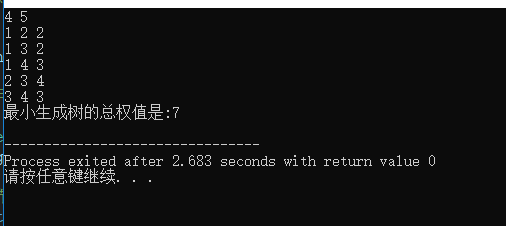 4 5
1 2 2
1 3 2
1 4 3
2 3 4
3 4 3
最小生成树的总权值是:7
--------------------------------
Process exited after 2.683 seconds with return value 0
请按任意键继续. . .